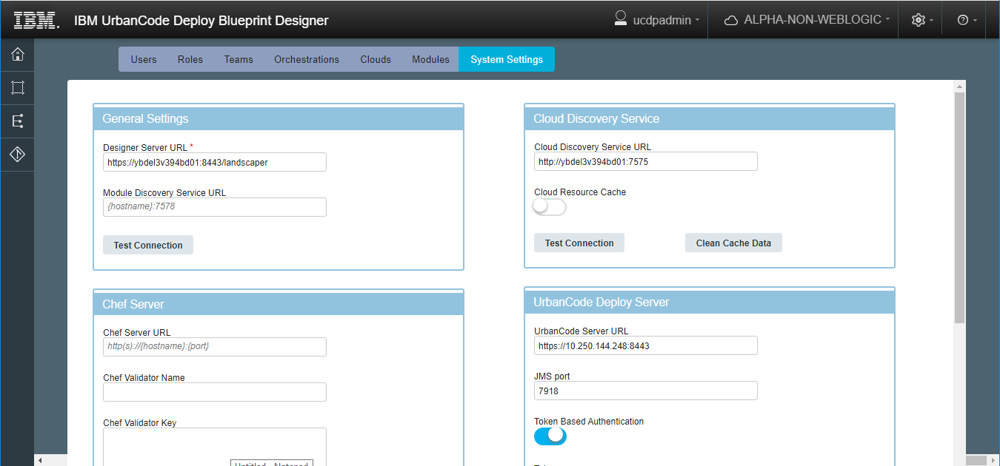 IBM. IBM UrbanCode Deploy Blueprint Designer
ucdpadmin
ALPHA-NON-WEBLOGIC
Users Roles Teams Orchestrations Clouds Modules System Settings
General Settings
Designer Server URL *
https://ybdel3v394bd01:8443/landscaper
Module Discovery Service URL
{hostname}:7578
Test Connection
Cloud Discovery Service
Cloud Discovery Service URL
http://ybdel3v394bd01:7575
Cloud Resource Cache
Test Connection Clean Cache Data
Chef Server
Chef Server URL
http(s)://{hostname}:{port}
Chef Validator Name
Chef Validator Key
Untitled - Notepad
UrbanCode Deploy Server
UrbanCode Server URL
https://10.250.144.248:8443
JMS port
7918
Token Based Authentication